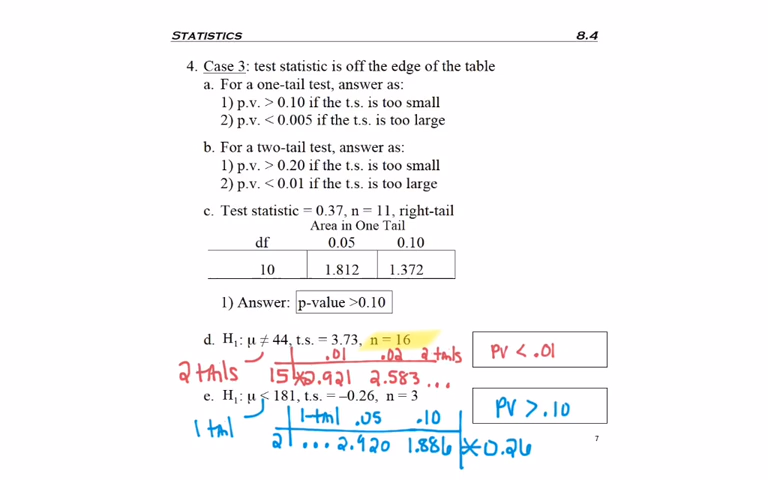 STATISTICS 8.4
4. Case 3: test statistic is off the edge of the table
a. For a one-tail test, answer as:
1) p.v. > 0.10 if the t.s. is too small
2) p.v. < 0.005 if the t.s. is too large
b. For a two-tail test, answer as:
1) p.v. > 0.20 if the t.s. is too small
2) p.v. < 0.01 if the t.s. is too large
c. Test statistic = 0.37, n = 11, right-tail
Area in One Tail
df 0.05 0.10
10 1.812 1.372
1) Answer: p-value >0.10
d. H₁: μ ≠ 44, t.s. = 3.73, n = 16
.01 .02 2 tails
PV < .01
2 tails 15 * 2.921 2.583 ...
e. H₁: μ < 181, t.s. = –0.26, n = 3
PV > .10
1 tail 1-tail .05 .10
2 ... 2.920 1.886 * 0.26
7